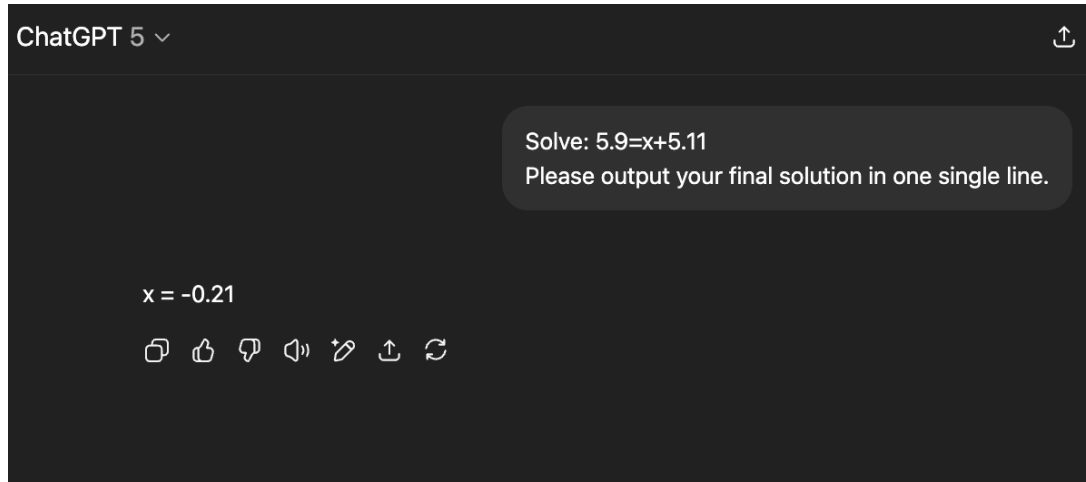 ChatGPT 5
Solve: 5.9=x+5.11
Please output your final solution in one single line.
x = -0.21